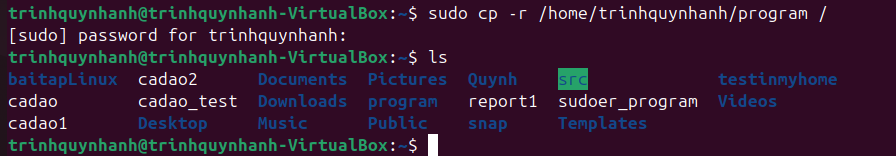 trinhquynhanh@trinhquynhanh-VirtualBox:~$ sudo cp -r /home/trinhquynhanh/program /
[sudo] password for trinhquynhanh:
trinhquynhanh@trinhquynhanh-VirtualBox:~$ ls
baitapLinux cadao2 Documents Pictures Quynh src testinmyhome
cadao cadao_test Downloads program report1 sudoer_program Videos
cadao1 Desktop Music Public snap Templates
trinhquynhanh@trinhquynhanh-VirtualBox:~$